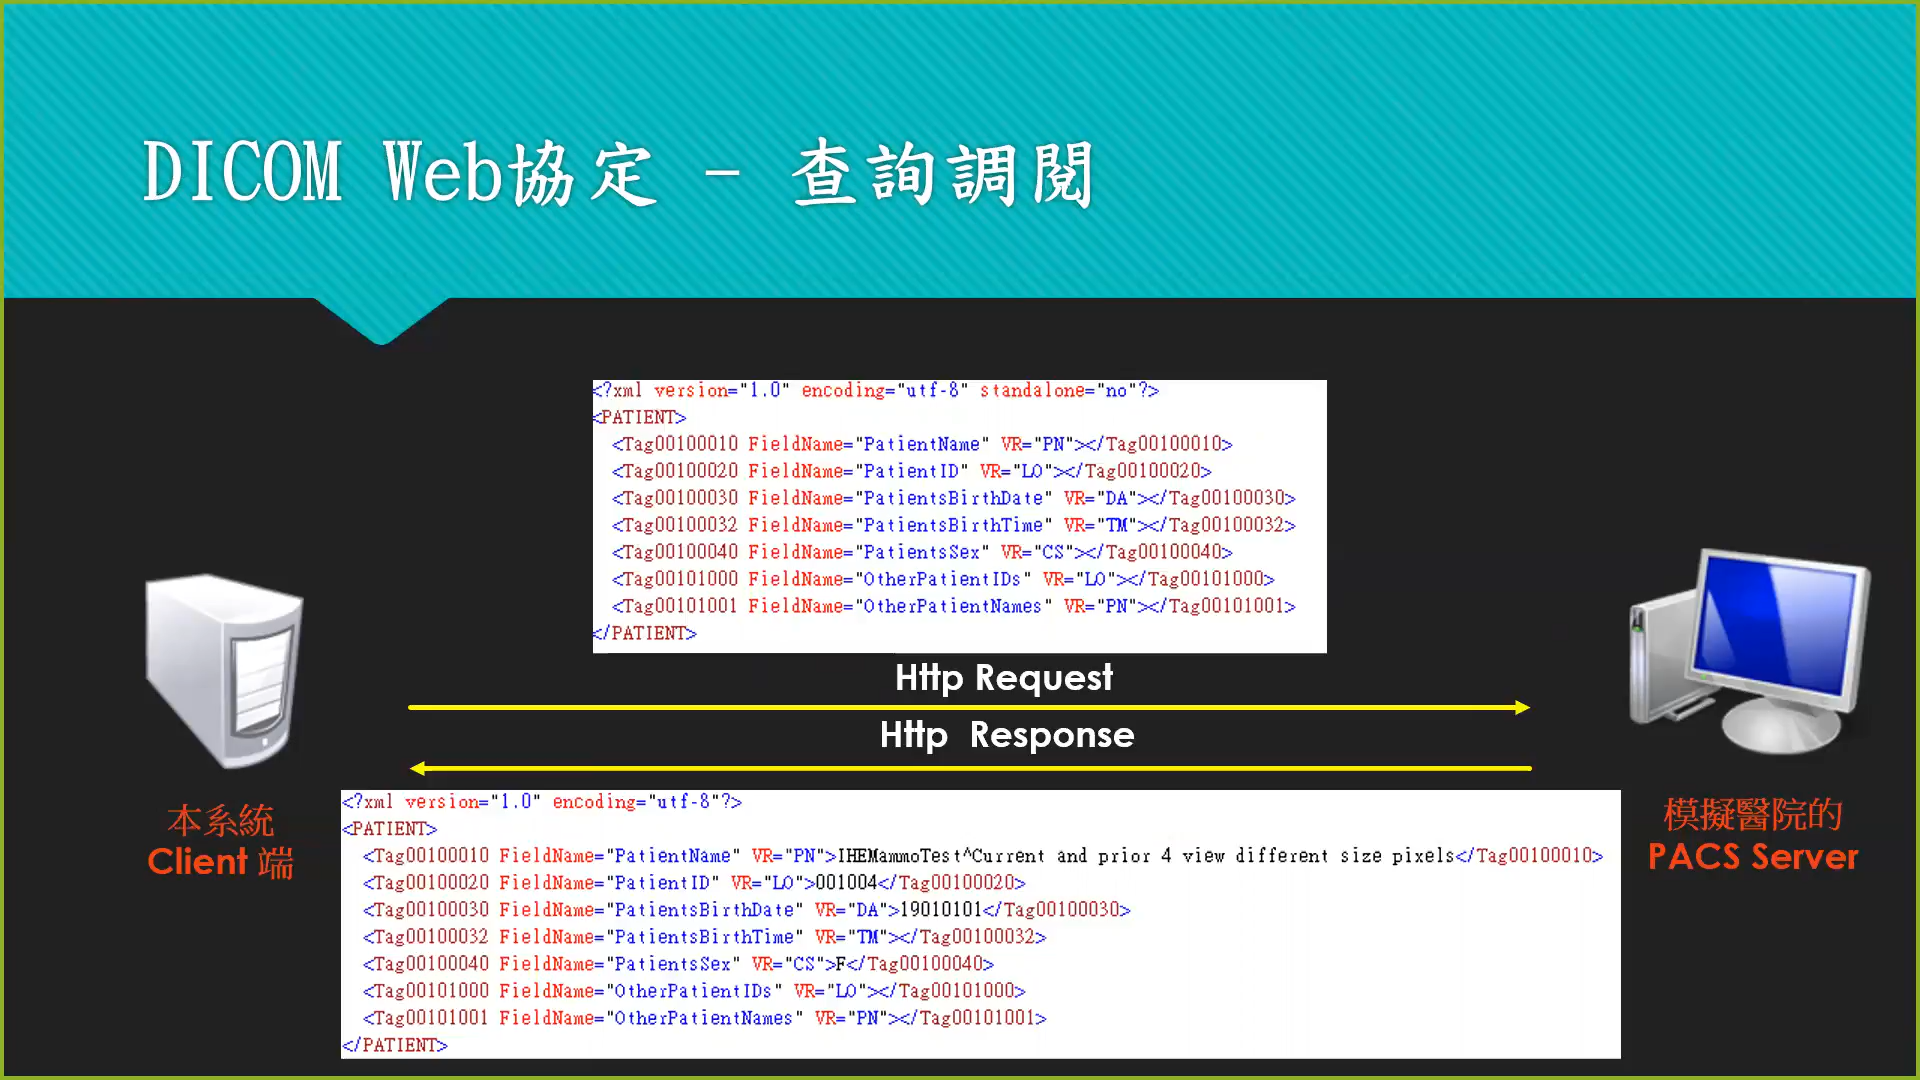 DICOM Web協定 - 查詢調閱
<?xml version="1.0" encoding="utf-8" standalone="no"?>
<PATIENT>
<Tag00100010 FieldName="PatientName" VR="PN"></Tag00100010>
<Tag00100020 FieldName="PatientID" VR="LO"></Tag00100020>
<Tag00100030 FieldName="PatientsBirthDate" VR="DA"></Tag00100030>
<Tag00100032 FieldName="PatientsBirthTime" VR="TM"></Tag00100032>
<Tag00100040 FieldName="PatientsSex" VR="CS"></Tag00100040>
<Tag00101000 FieldName="OtherPatientIDs" VR="LO"></Tag00101000>
<Tag00101001 FieldName="OtherPatientNames" VR="PN"></Tag00101001>
</PATIENT>
Http Request
Http Response
本系統
Client 端
模擬醫院的
PACS Server
<?xml version="1.0" encoding="utf-8"?>
<PATIENT>
<Tag00100010 FieldName="PatientName" VR="PN">IHEMammoTest^Current and prior 4 view different size pixels</Tag00100010>
<Tag00100020 FieldName="PatientID" VR="LO">001004</Tag00100020>
<Tag00100030 FieldName="PatientsBirthDate" VR="DA">19010101</Tag00100030>
<Tag00100032 FieldName="PatientsBirthTime" VR="TM"></Tag00100032>
<Tag00100040 FieldName="PatientsSex" VR="CS">F</Tag00100040>
<Tag00101000 FieldName="OtherPatientIDs" VR="LO"></Tag00101000>
<Tag00101001 FieldName="OtherPatientNames" VR="PN"></Tag00101001>
</PATIENT>